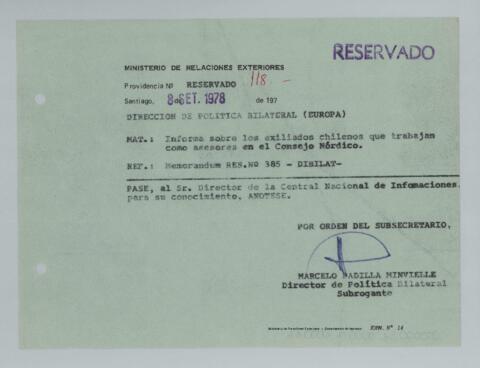 RESERVADO
MINISTERIO DE RELACIONES EXTERIORES
Providencia Nº RESERVADO 118.-
Santiago, 8 SET. 1978 de 197
DIRECCION DE POLITICA BILATERAL (EUROPA)
MAT.: Informa sobre los exiliados chilenos que trabajan
como asesores en el Consejo Nórdico.
REF.: Memorandum RES.Nº 385 - DIBILAT-
PASE, al Sr. Director de la Central Nacional de Infomaciones,
para su conocimiento, ANOTESE.
POR ORDEN DEL SUBSECRETARIO,
MARCELO PADILLA MINVIELLE
Director de Política Bilateral
Subrogante
FORM. Nº 14